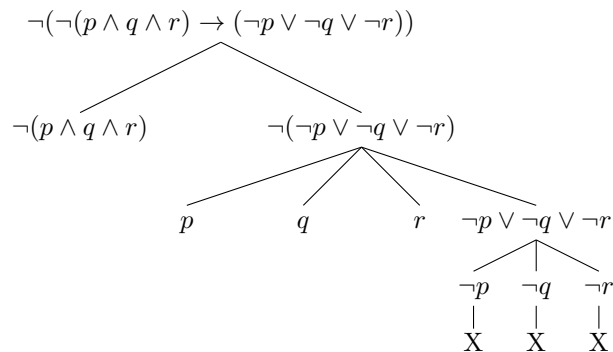 ¬(¬(p ∧ q ∧ r) → (¬p ∨ ¬q ∨ ¬r))
¬(p ∧ q ∧ r) ¬(¬p ∨ ¬q ∨ ¬r)
p q r ¬p ∨ ¬q ∨ ¬r
¬p ¬q ¬r
X X X